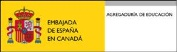 EMBAJADA
DE ESPAÑA
EN CANADÁ
AGREGADURÍA DE EDUCACIÓN